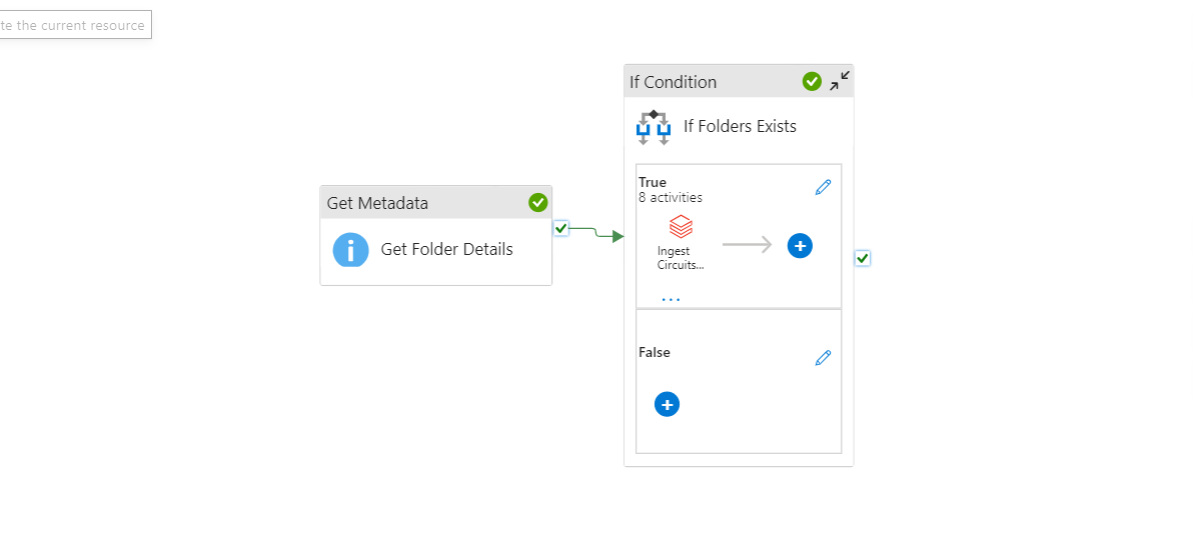 te the current resource
If Condition
If Folders Exists
Get Metadata
Get Folder Details
True
8 activities
Ingest
Circuits...
...
False